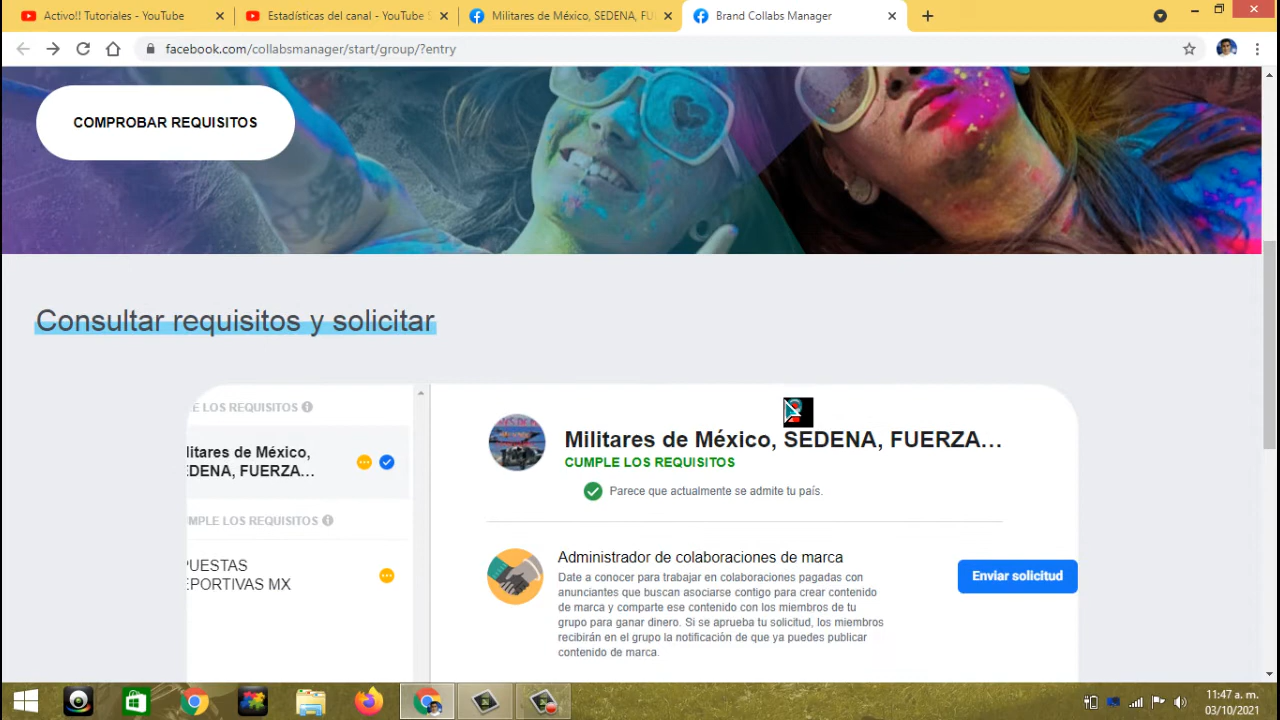 Activo!! Tutoriales - YouTube
Estadísticas del canal - YouTube S
Militares de México, SEDENA, FU
Brand Collabs Manager
facebook.com/collabsmanager/start/group/?entry
COMPROBAR REQUISITOS
Consultar requisitos y solicitar
E LOS REQUISITOS
litares de México,
EDENA, FUERZA...
MPLE LOS REQUISITOS
PUESTAS
EPORTIVAS MX
Militares de México, SEDENA, FUERZA...
CUMPLE LOS REQUISITOS
Parece que actualmente se admite tu país.
Administrador de colaboraciones de marca
Date a conocer para trabajar en colaboraciones pagadas con
anunciantes que buscan asociarse contigo para crear contenido
de marca y comparte ese contenido con los miembros de tu
grupo para ganar dinero. Si se aprueba tu solicitud, los miembros
recibirán en el grupo la notificación de que ya puedes publicar
contenido de marca.
Enviar solicitud
11:47 a. m.
03/10/2021